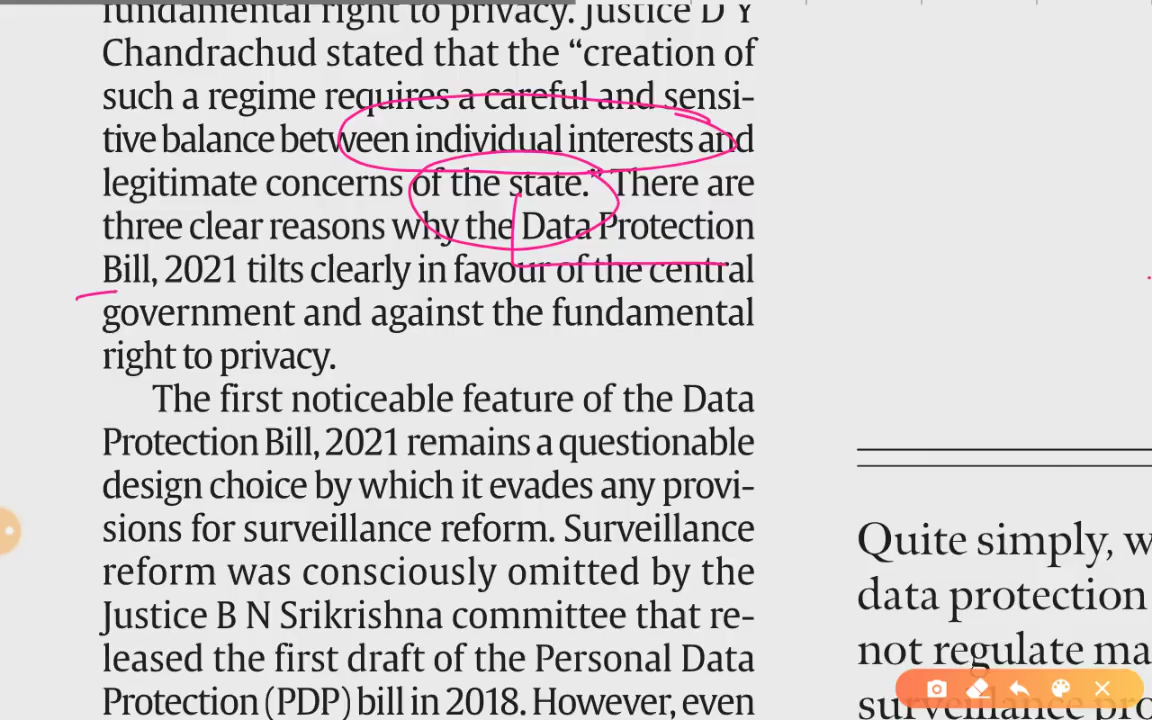 fundamental right to privacy. Justice D Y
Chandrachud stated that the “creation of
such a regime requires a careful and sensi-
tive balance between individual interests and
legitimate concerns of the state.” There are
three clear reasons why the Data Protection
Bill, 2021 tilts clearly in favour of the central
government and against the fundamental
right to privacy.
The first noticeable feature of the Data
Protection Bill, 2021 remains a questionable
design choice by which it evades any provi-
sions for surveillance reform. Surveillance
reform was consciously omitted by the
Justice B N Srikrishna committee that re-
leased the first draft of the Personal Data
Protection (PDP) bill in 2018. However, even
Quite simply, w
data protection
not regulate ma
surveillance pro